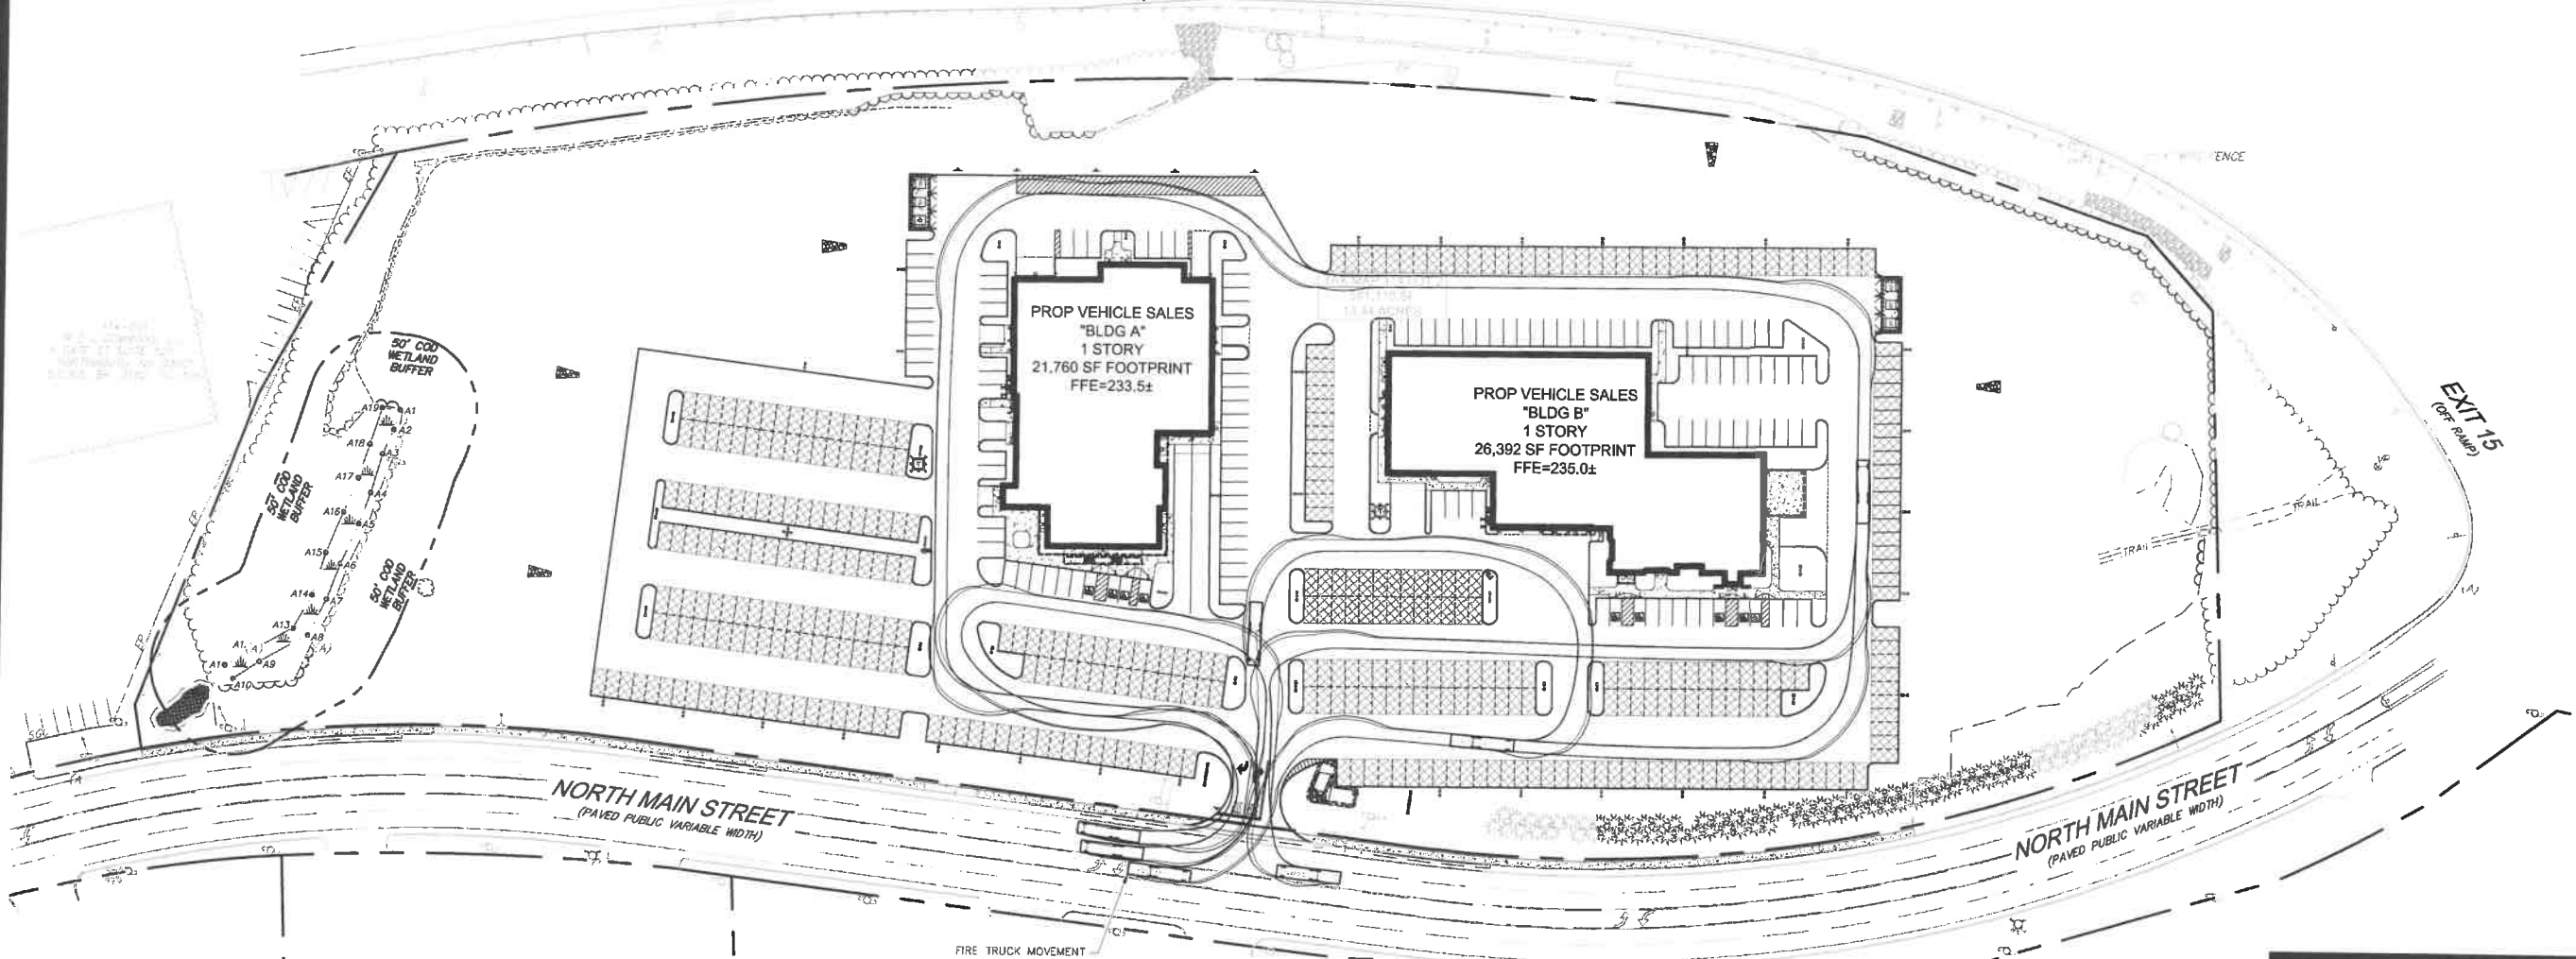 ENCE
EXIT 15
(OFF RAMP)
PROP VEHICLE SALES
"BLDG A"
1 STORY
21,760 SF FOOTPRINT
FFE=233.5±
PROP VEHICLE SALES
"BLDG B"
1 STORY
26,392 SF FOOTPRINT
FFE=235.0±
50' COD
WETLAND
BUFFER
50' COD
WETLAND
BUFFER
50' COD
WETLAND
BUFFER
A19
A1
A2
A18
A3
A17
A4
A16
A5
A15
A6
A14
A7
A13
A8
A9
A10
TRAIL
TRAIL
SGL
NORTH MAIN STREET
(PAVED PUBLIC VARIABLE WIDTH)
NORTH MAIN STREET
(PAVED PUBLIC VARIABLE WIDTH)
FIRE TRUCK MOVEMENT